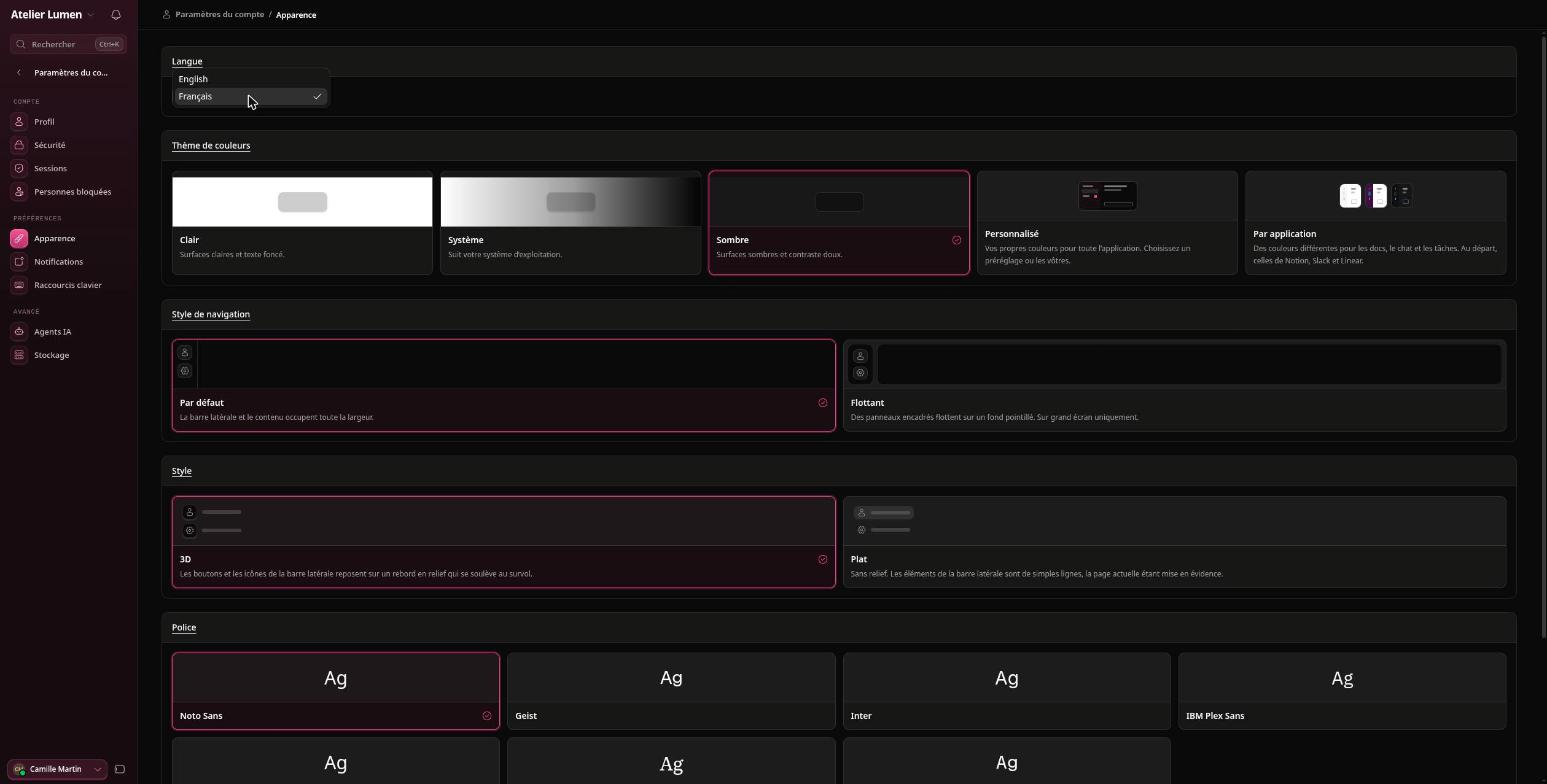 Atelier Lumen
Rechercher
Ctrl+K
Paramètres du co...
COMPTE
Profil
Sécurité
Sessions
Personnes bloquées
PRÉFÉRENCES
Apparence
Notifications
Raccourcis clavier
AVANCÉ
Agents IA
Stockage
Camille Martin
Paramètres du compte / Apparence
Langue
English
Français
Thème de couleurs
Clair
Surfaces claires et texte foncé.
Système
Suit votre système d'exploitation.
Sombre
Surfaces sombres et contraste doux.
Personnalisé
Vos propres couleurs pour toute l'application. Choisissez un
préréglage ou les vôtres.
Par application
Des couleurs différentes pour les docs, le chat et les tâches. Au départ,
celles de Notion, Slack et Linear.
Style de navigation
Par défaut
La barre latérale et le contenu occupent toute la largeur.
Flottant
Des panneaux encadrés flottent sur un fond pointillé. Sur grand écran uniquement.
Style
3D
Les boutons et les icônes de la barre latérale reposent sur un rebord en relief qui se soulève au survol.
Plat
Sans relief. Les éléments de la barre latérale sont de simples lignes, la page actuelle étant mise en évidence.
Police
Ag
Noto Sans
Ag
Geist
Ag
Inter
Ag
IBM Plex Sans
Ag
Ag
Ag